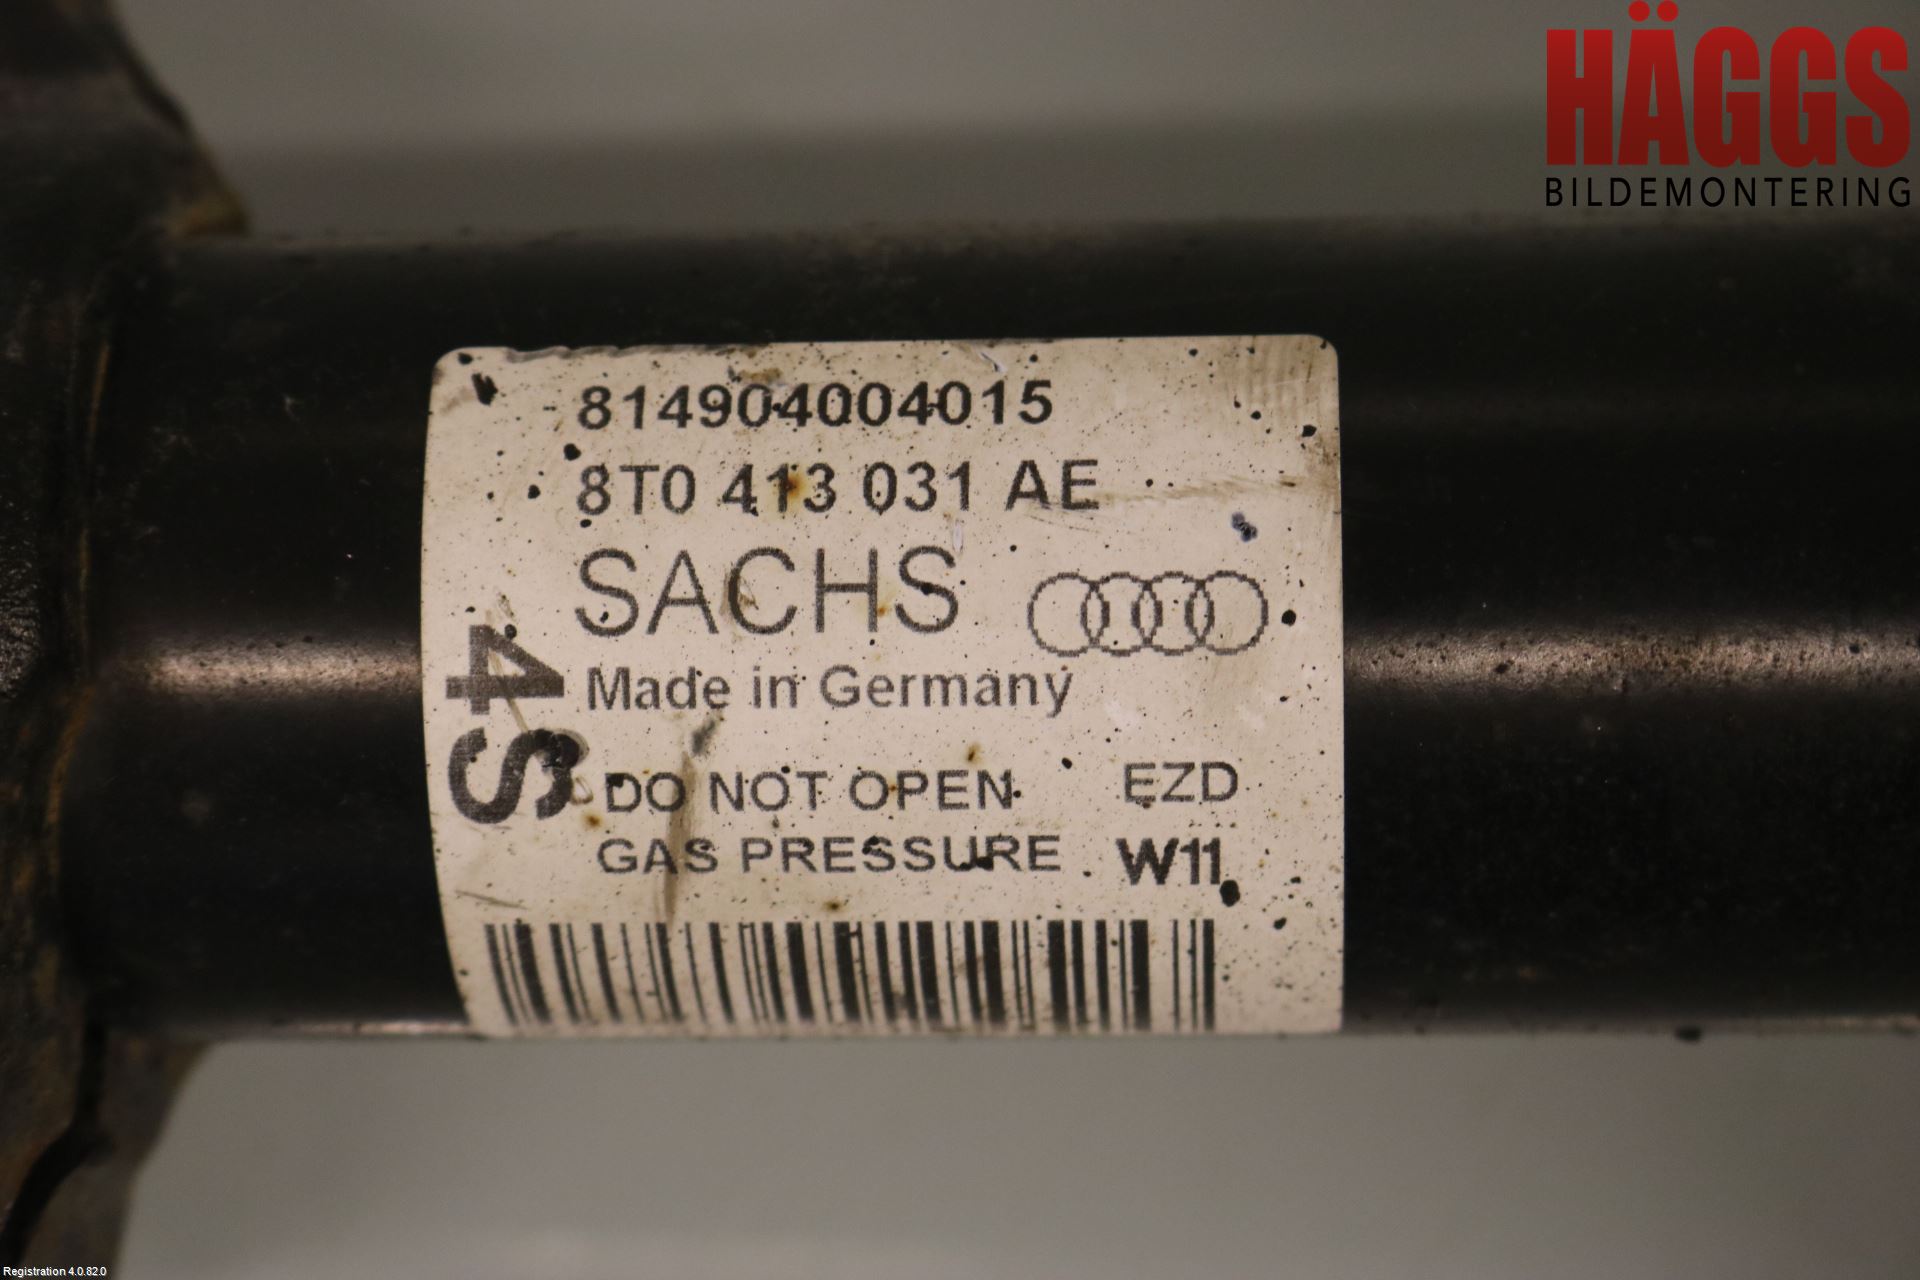 HÄGGS
BILDEMONTERING
814904004015
8T0 413 031 AE
SACHS
Made in Germany
4S
DO NOT OPEN EZD
GAS PRESSURE W11
Registration 4.0.82.0